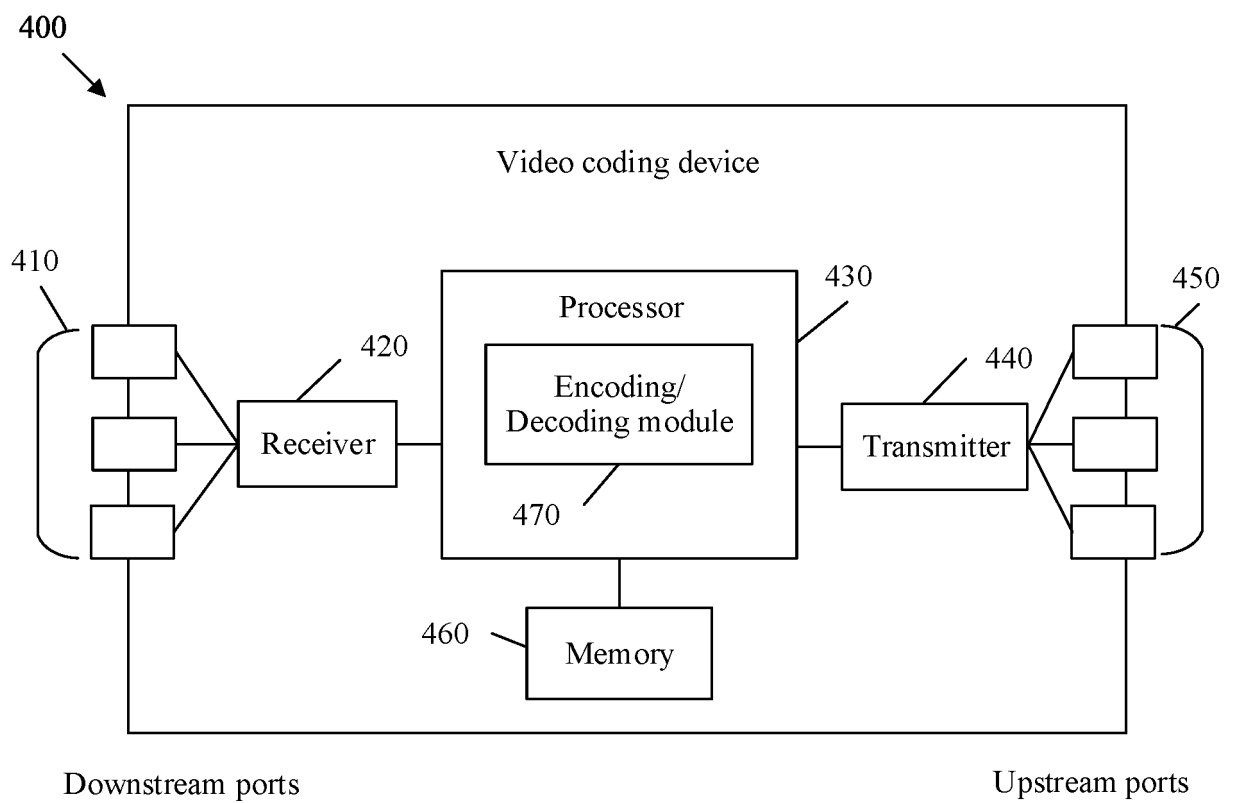 400
Video coding device
410
430
450
Processor
420
440
Encoding/
Decoding module
Receiver
Transmitter
470
460
Memory
Downstream ports
Upstream ports